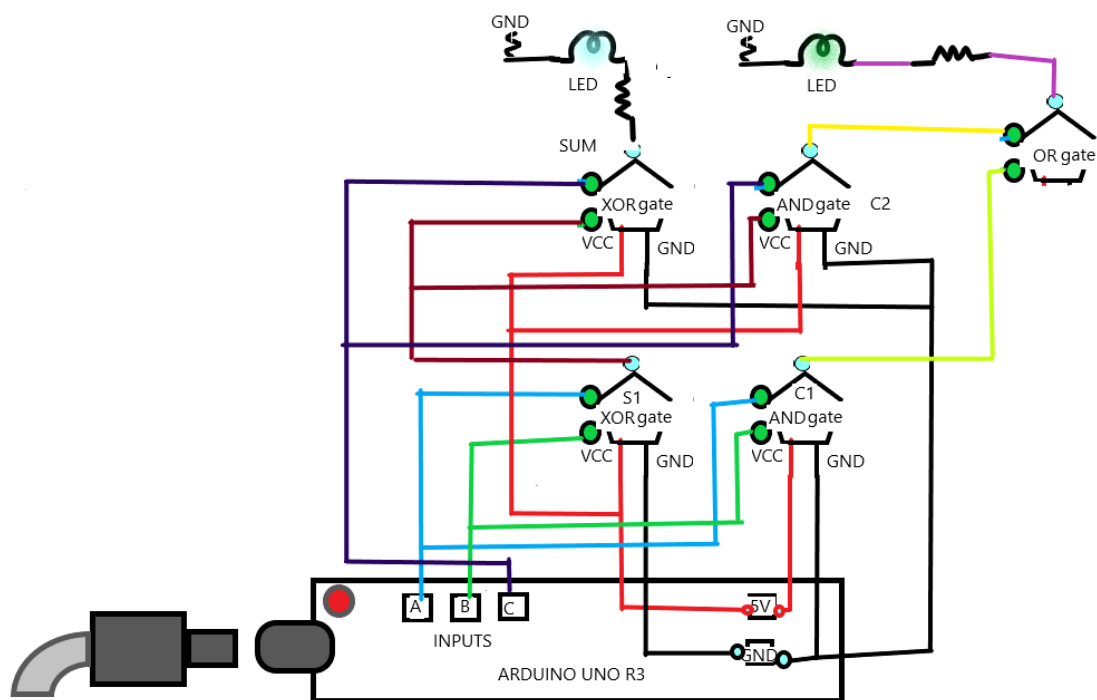 GND
GND
LED
LED
SUM
OR gate
XOR gate
AND gate
C2
VCC
GND
VCC
GND
S1
C1
XOR gate
AND gate
VCC
GND
VCC
GND
A
B
C
5V
INPUTS
GND
ARDUINO UNO R3